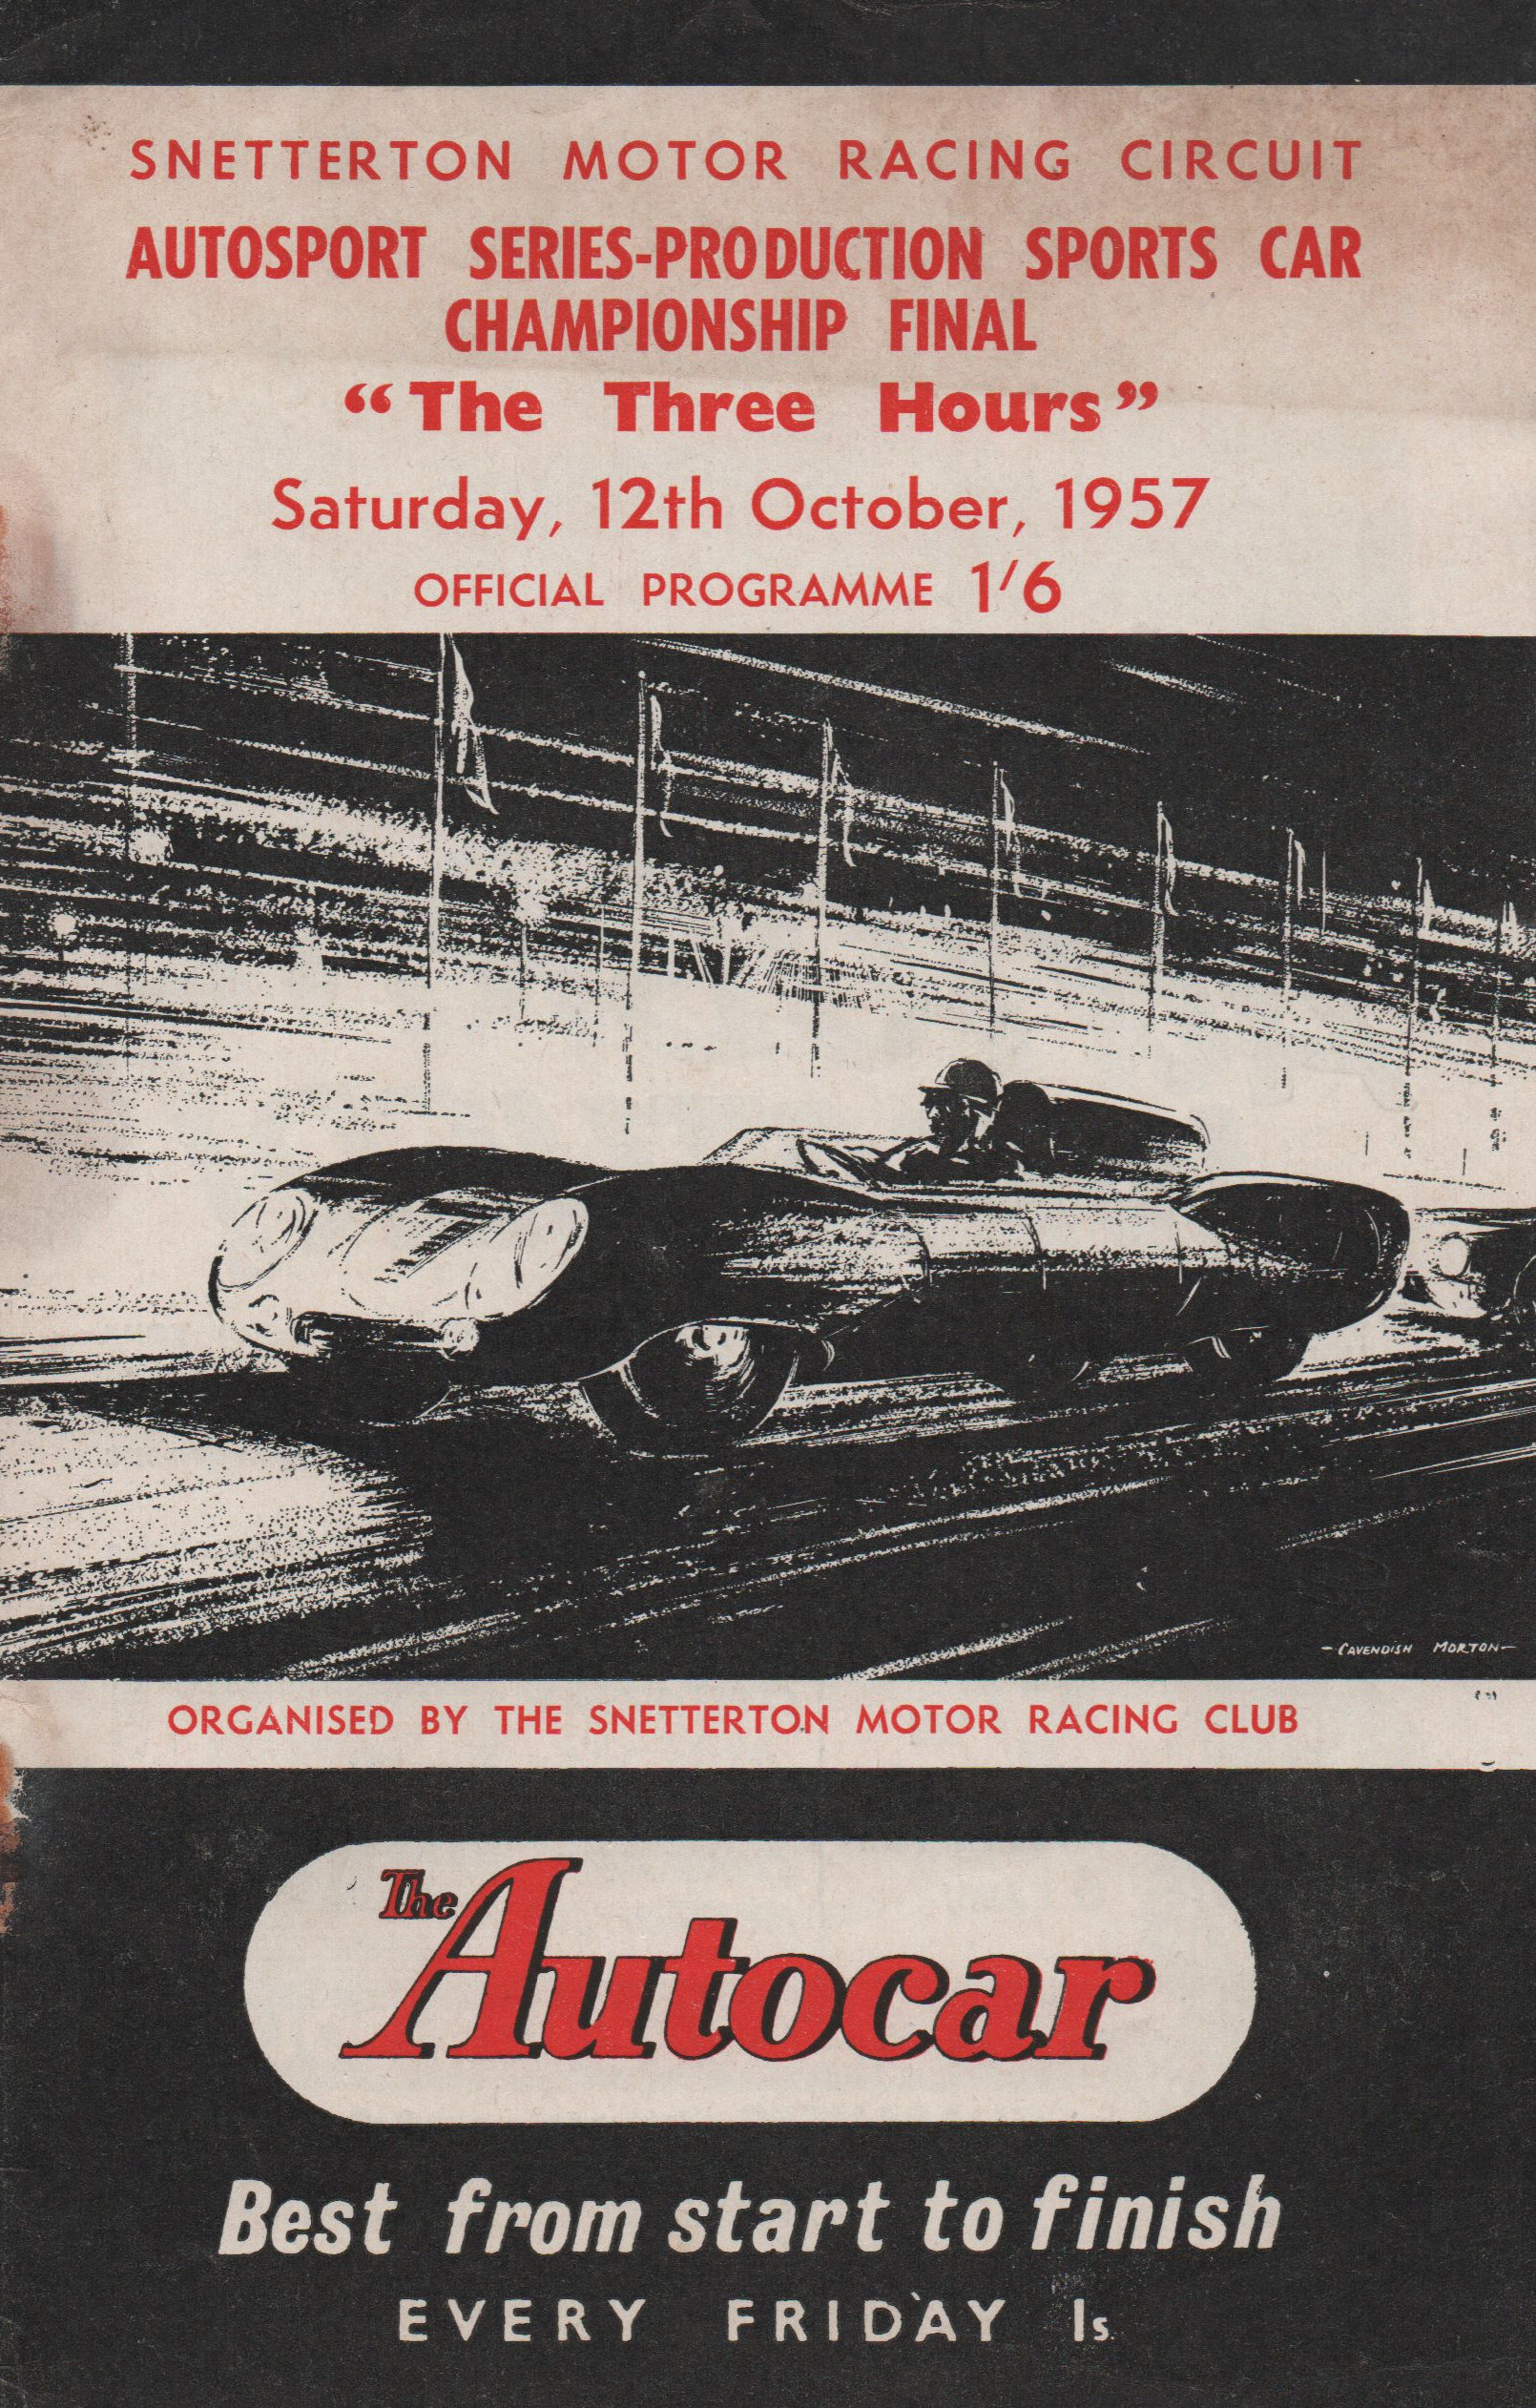 SNETTERTON MOTOR RACING CIRCUIT
AUTOSPORT SERIES-PRODUCTION SPORTS CAR
CHAMPIONSHIP FINAL
“The Three Hours”
Saturday, 12th October, 1957
OFFICIAL PROGRAMME 1/6
- CAVENDISH MORTON -
ORGANISED BY THE SNETTERTON MOTOR RACING CLUB
The Autocar
Best from start to finish
EVERY FRIDAY 1s.